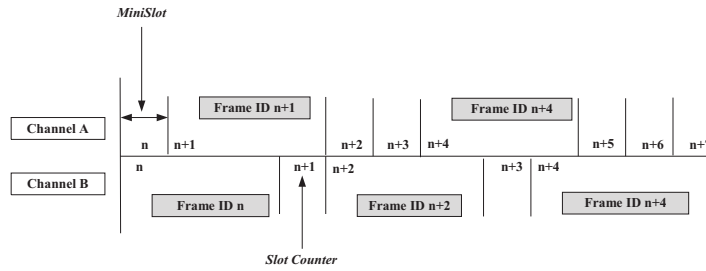 MiniSlot
Frame ID n+1
Frame ID n+4
Channel A
n
n+1
n+2
n+3
n+4
n+5
n+6
n+7
Channel B
n
n+1
n+2
n+3
n+4
Frame ID n
Frame ID n+2
Frame ID n+4
Slot Counter